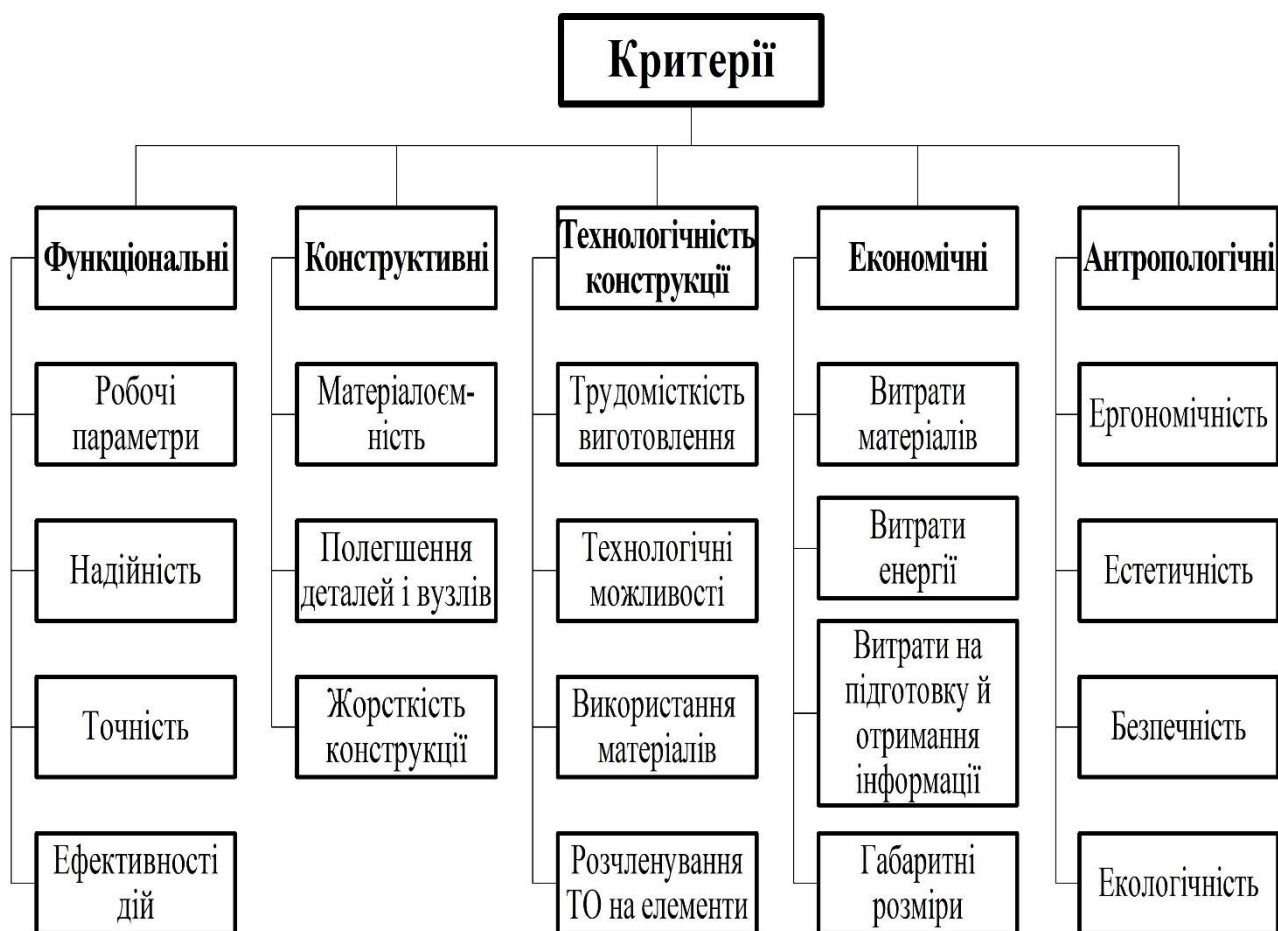 Критерії
Функціональні
Робочі
параметри
Надійність
Точність
Ефективності
дій
Конструктивні
Матеріалоєм-
ність
Полегшення
деталей і вузлів
Жорсткість
конструкції
Технологічність
конструкції
Трудомісткість
виготовлення
Технологічні
можливості
Використання
матеріалів
Розчленування
ТО на елементи
Економічні
Витрати
матеріалів
Витрати
енергії
Витрати на
підготовку й
отримання
інформації
Габаритні
розміри
Антропологічні
Ергономічність
Естетичність
Безпечність
Екологічність